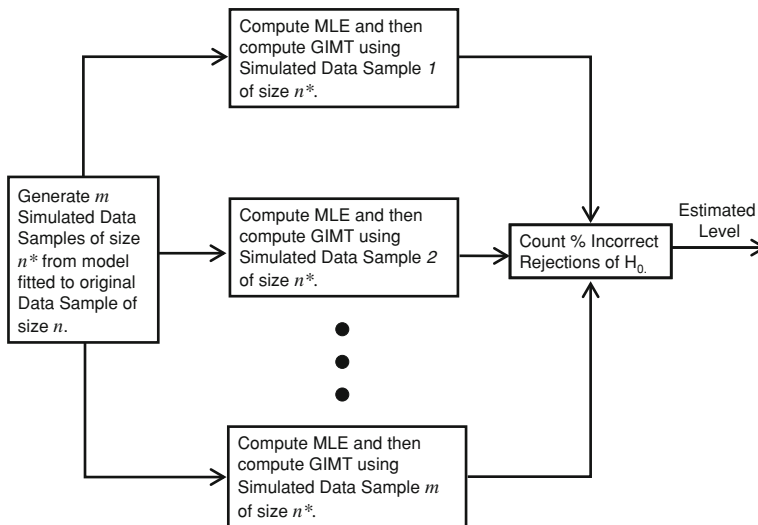 Compute MLE and then
compute GIMT using
Simulated Data Sample 1
of size n*.
Generate m
Simulated Data
Samples of size
n* from model
fitted to original
Data Sample of
size n.
Compute MLE and then
compute GIMT using
Simulated Data Sample 2
of size n*.
Count % Incorrect
Rejections of H0.
Estimated
Level
Compute MLE and then
compute GIMT using
Simulated Data Sample m
of size n*.